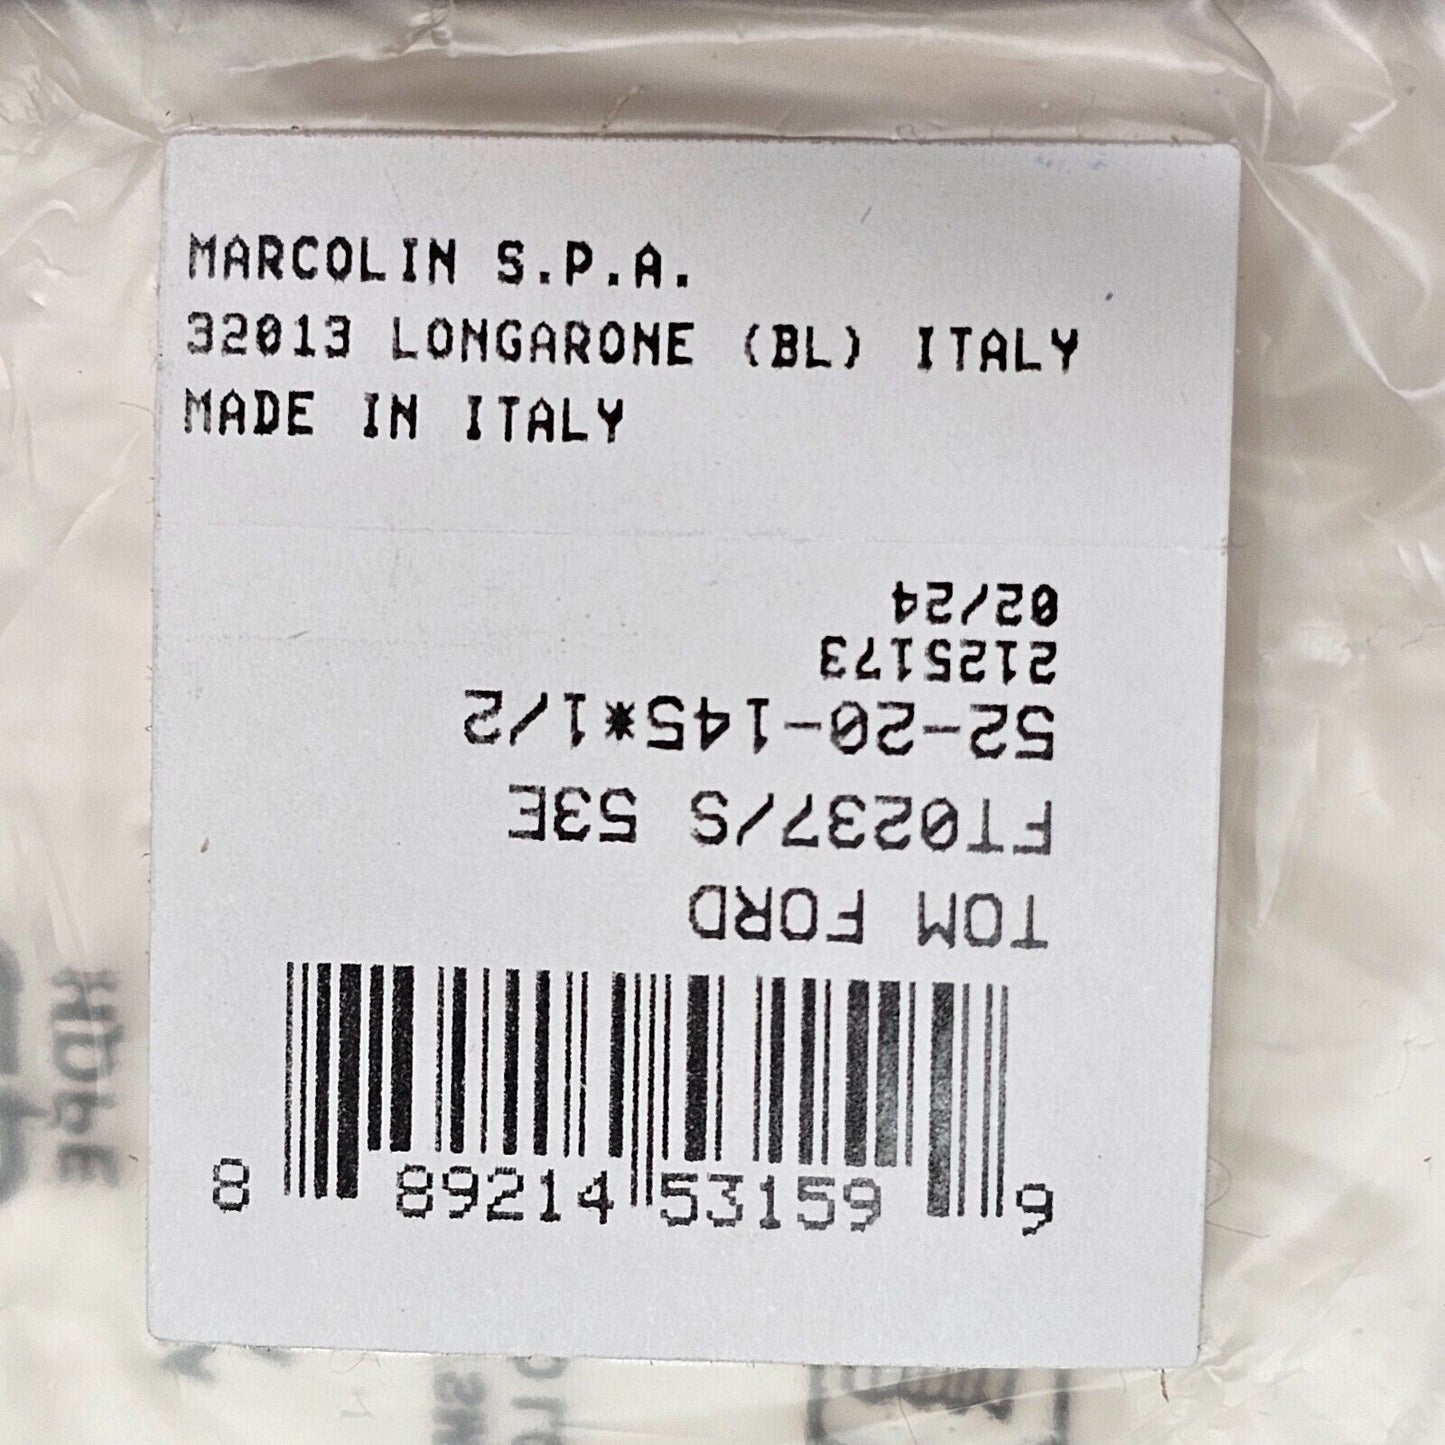 MARCOLIN S.P.A.
32013 LONGARONE (BL) ITALY
MADE IN ITALY
TOM FORD
FT0237/S 53E
52-20-145*1/2
2125173
02/24
8 89214 53159 9
HDPE